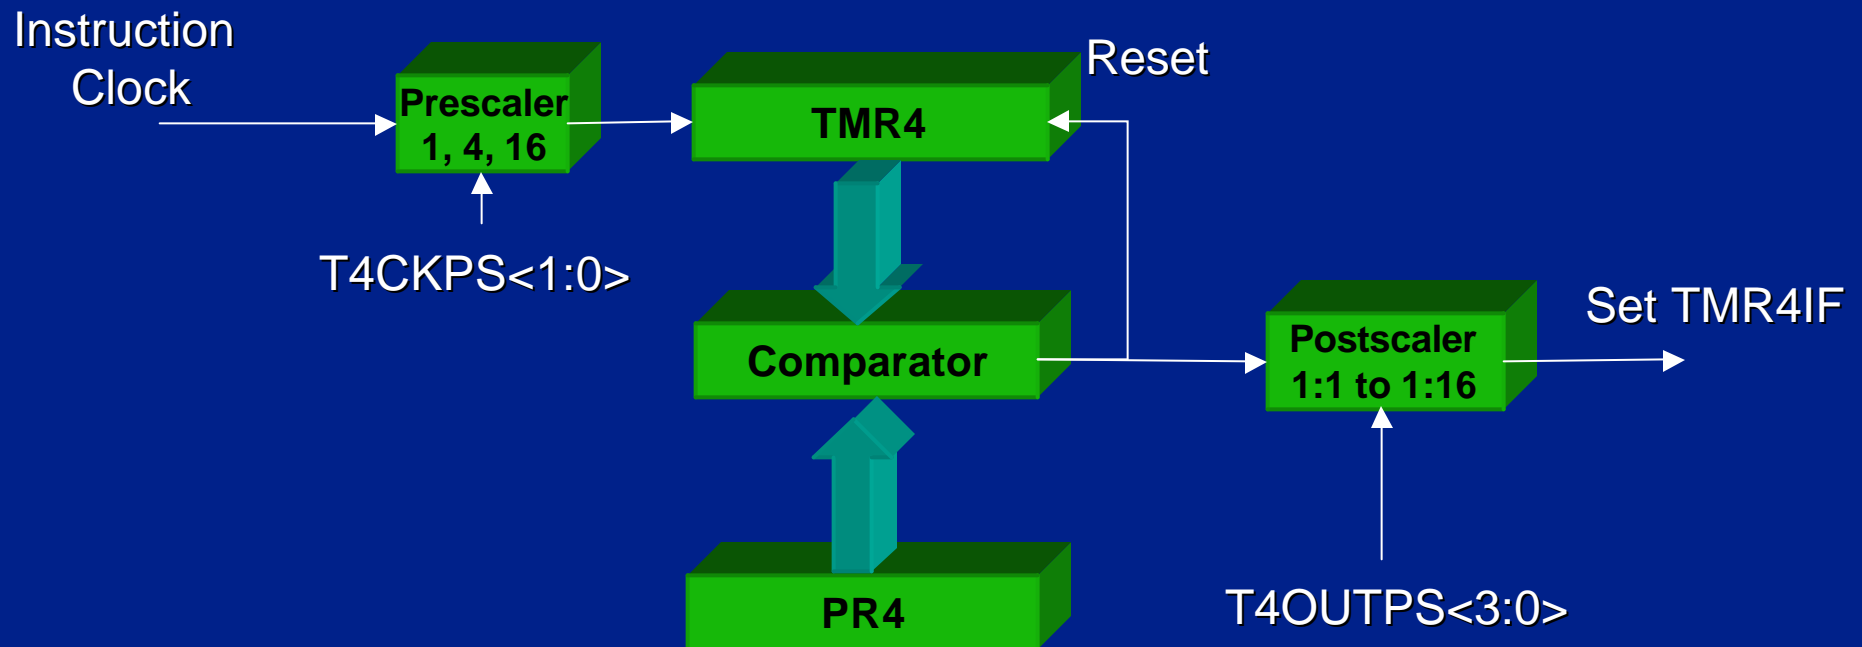 Instruction
Clock
Prescaler
1, 4, 16
TMR4
Reset
T4CKPS<1:0>
Comparator
Postscaler
1:1 to 1:16
Set TMR4IF
PR4
T4OUTPS<3:0>